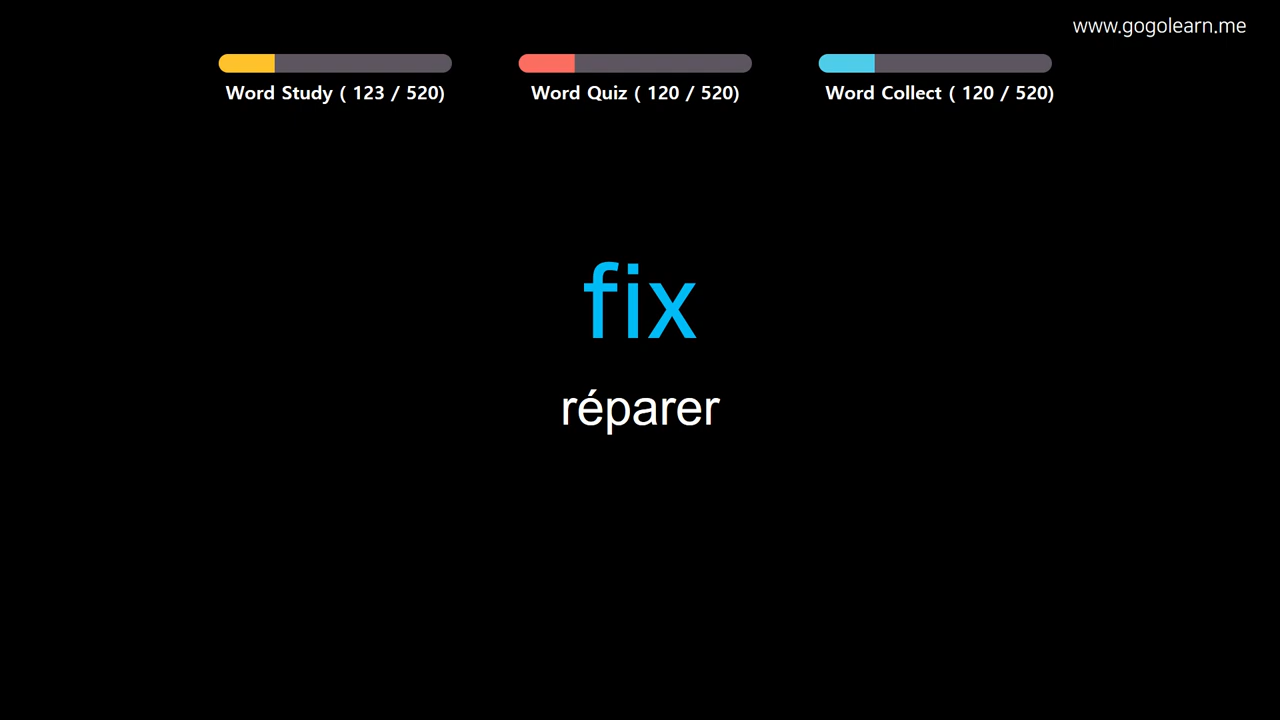 www.gogolearn.me
Word Study ( 123 / 520)
Word Quiz ( 120 / 520)
Word Collect ( 120 / 520)
fix
réparer